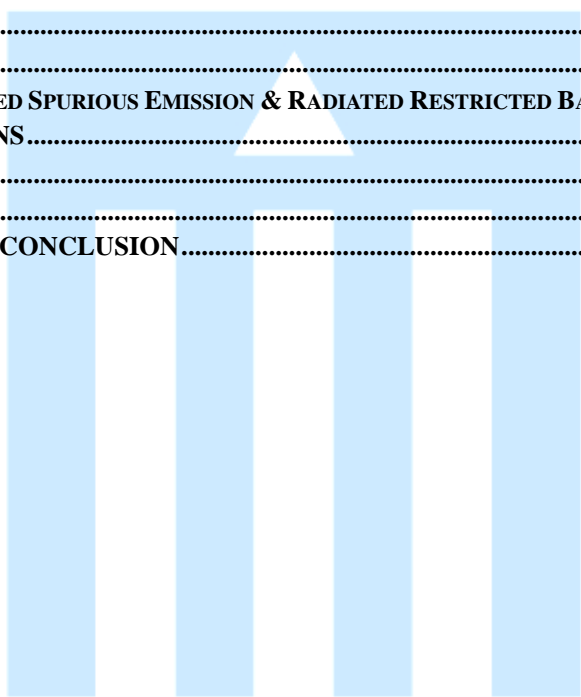 ................................................................
................................................................
ED SPURIOUS EMISSION & RADIATED RESTRICTED BA
NS................................................................
................................................................
................................................................
CONCLUSION................................................................